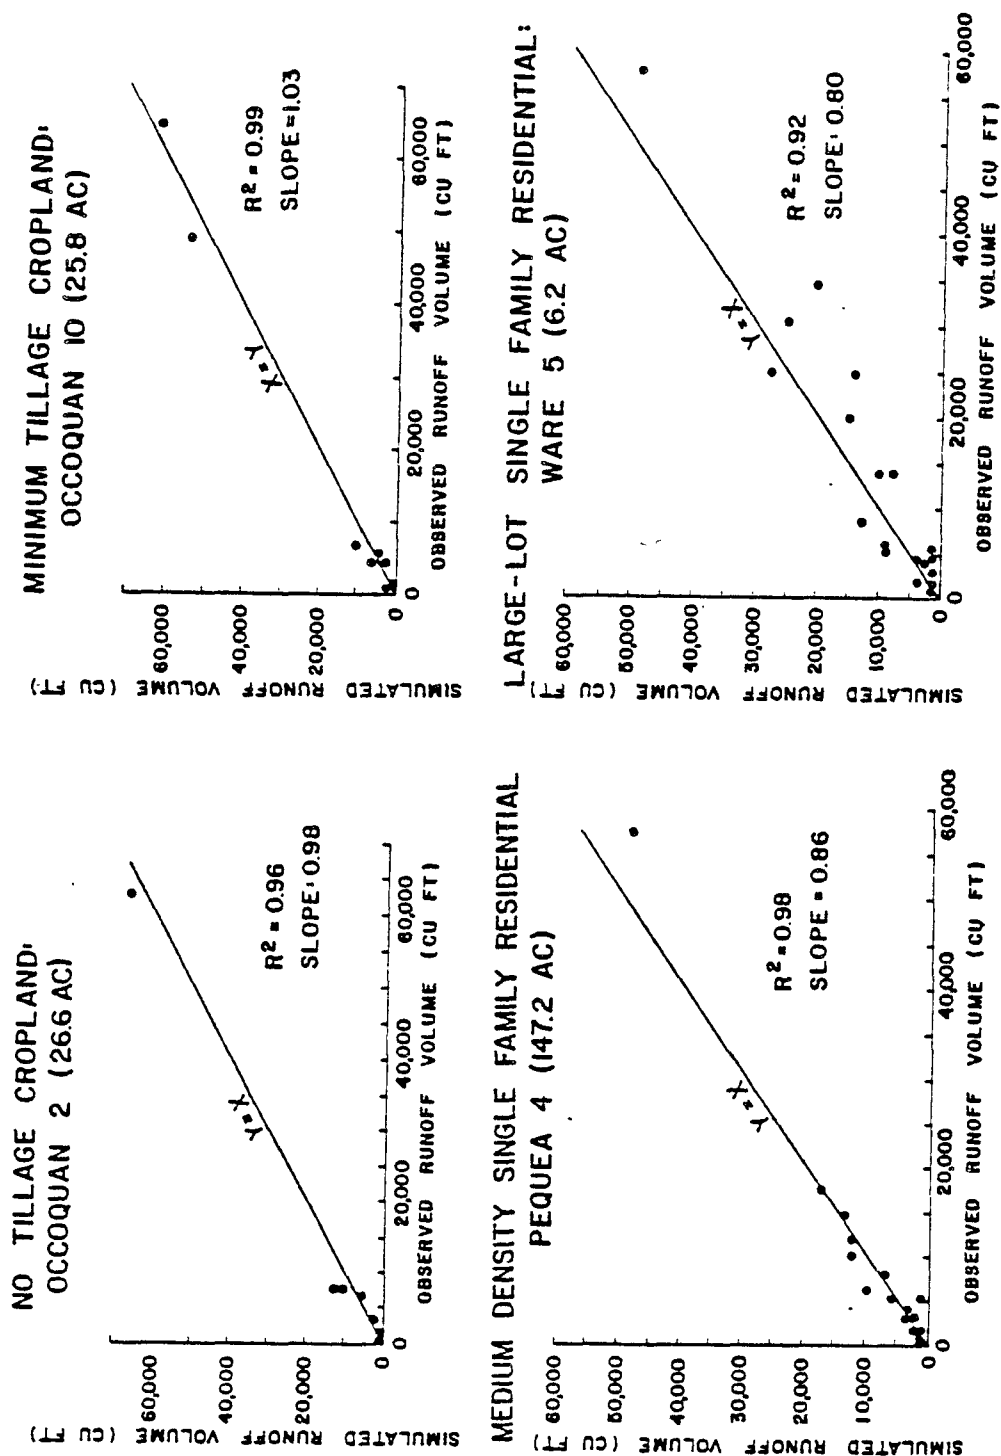 NO TILLAGE CROPLAND:
OCCOQUAN 2 (26.6 AC)
SIMULATED RUNOFF VOLUME (CU FT)
60,000
40,000
20,000
0
Y = X
R² = 0.96
SLOPE: 0.98
0
20,000
40,000
60,000
OBSERVED RUNOFF VOLUME (CU FT)
MINIMUM TILLAGE CROPLAND:
OCCOQUAN 10 (25.8 AC)
SIMULATED RUNOFF VOLUME (CU FT)
60,000
40,000
20,000
0
X = Y
R² = 0.99
SLOPE = 1.03
0
20,000
40,000
60,000
OBSERVED RUNOFF VOLUME (CU FT)
MEDIUM DENSITY SINGLE FAMILY RESIDENTIAL
PEQUEA 4 (147.2 AC)
SIMULATED RUNOFF VOLUME (CU FT)
50,000
40,000
30,000
20,000
10,000
0
Y = X
R² = 0.98
SLOPE = 0.86
0
20,000
40,000
60,000
OBSERVED RUNOFF VOLUME (CU FT)
LARGE-LOT SINGLE FAMILY RESIDENTIAL:
WARE 5 (6.2 AC)
SIMULATED RUNOFF VOLUME (CU FT)
60,000
50,000
40,000
30,000
20,000
10,000
0
Y = X
R² = 0.92
SLOPE: 0.80
0
20,000
40,000
60,000
OBSERVED RUNOFF VOLUME (CU FT)